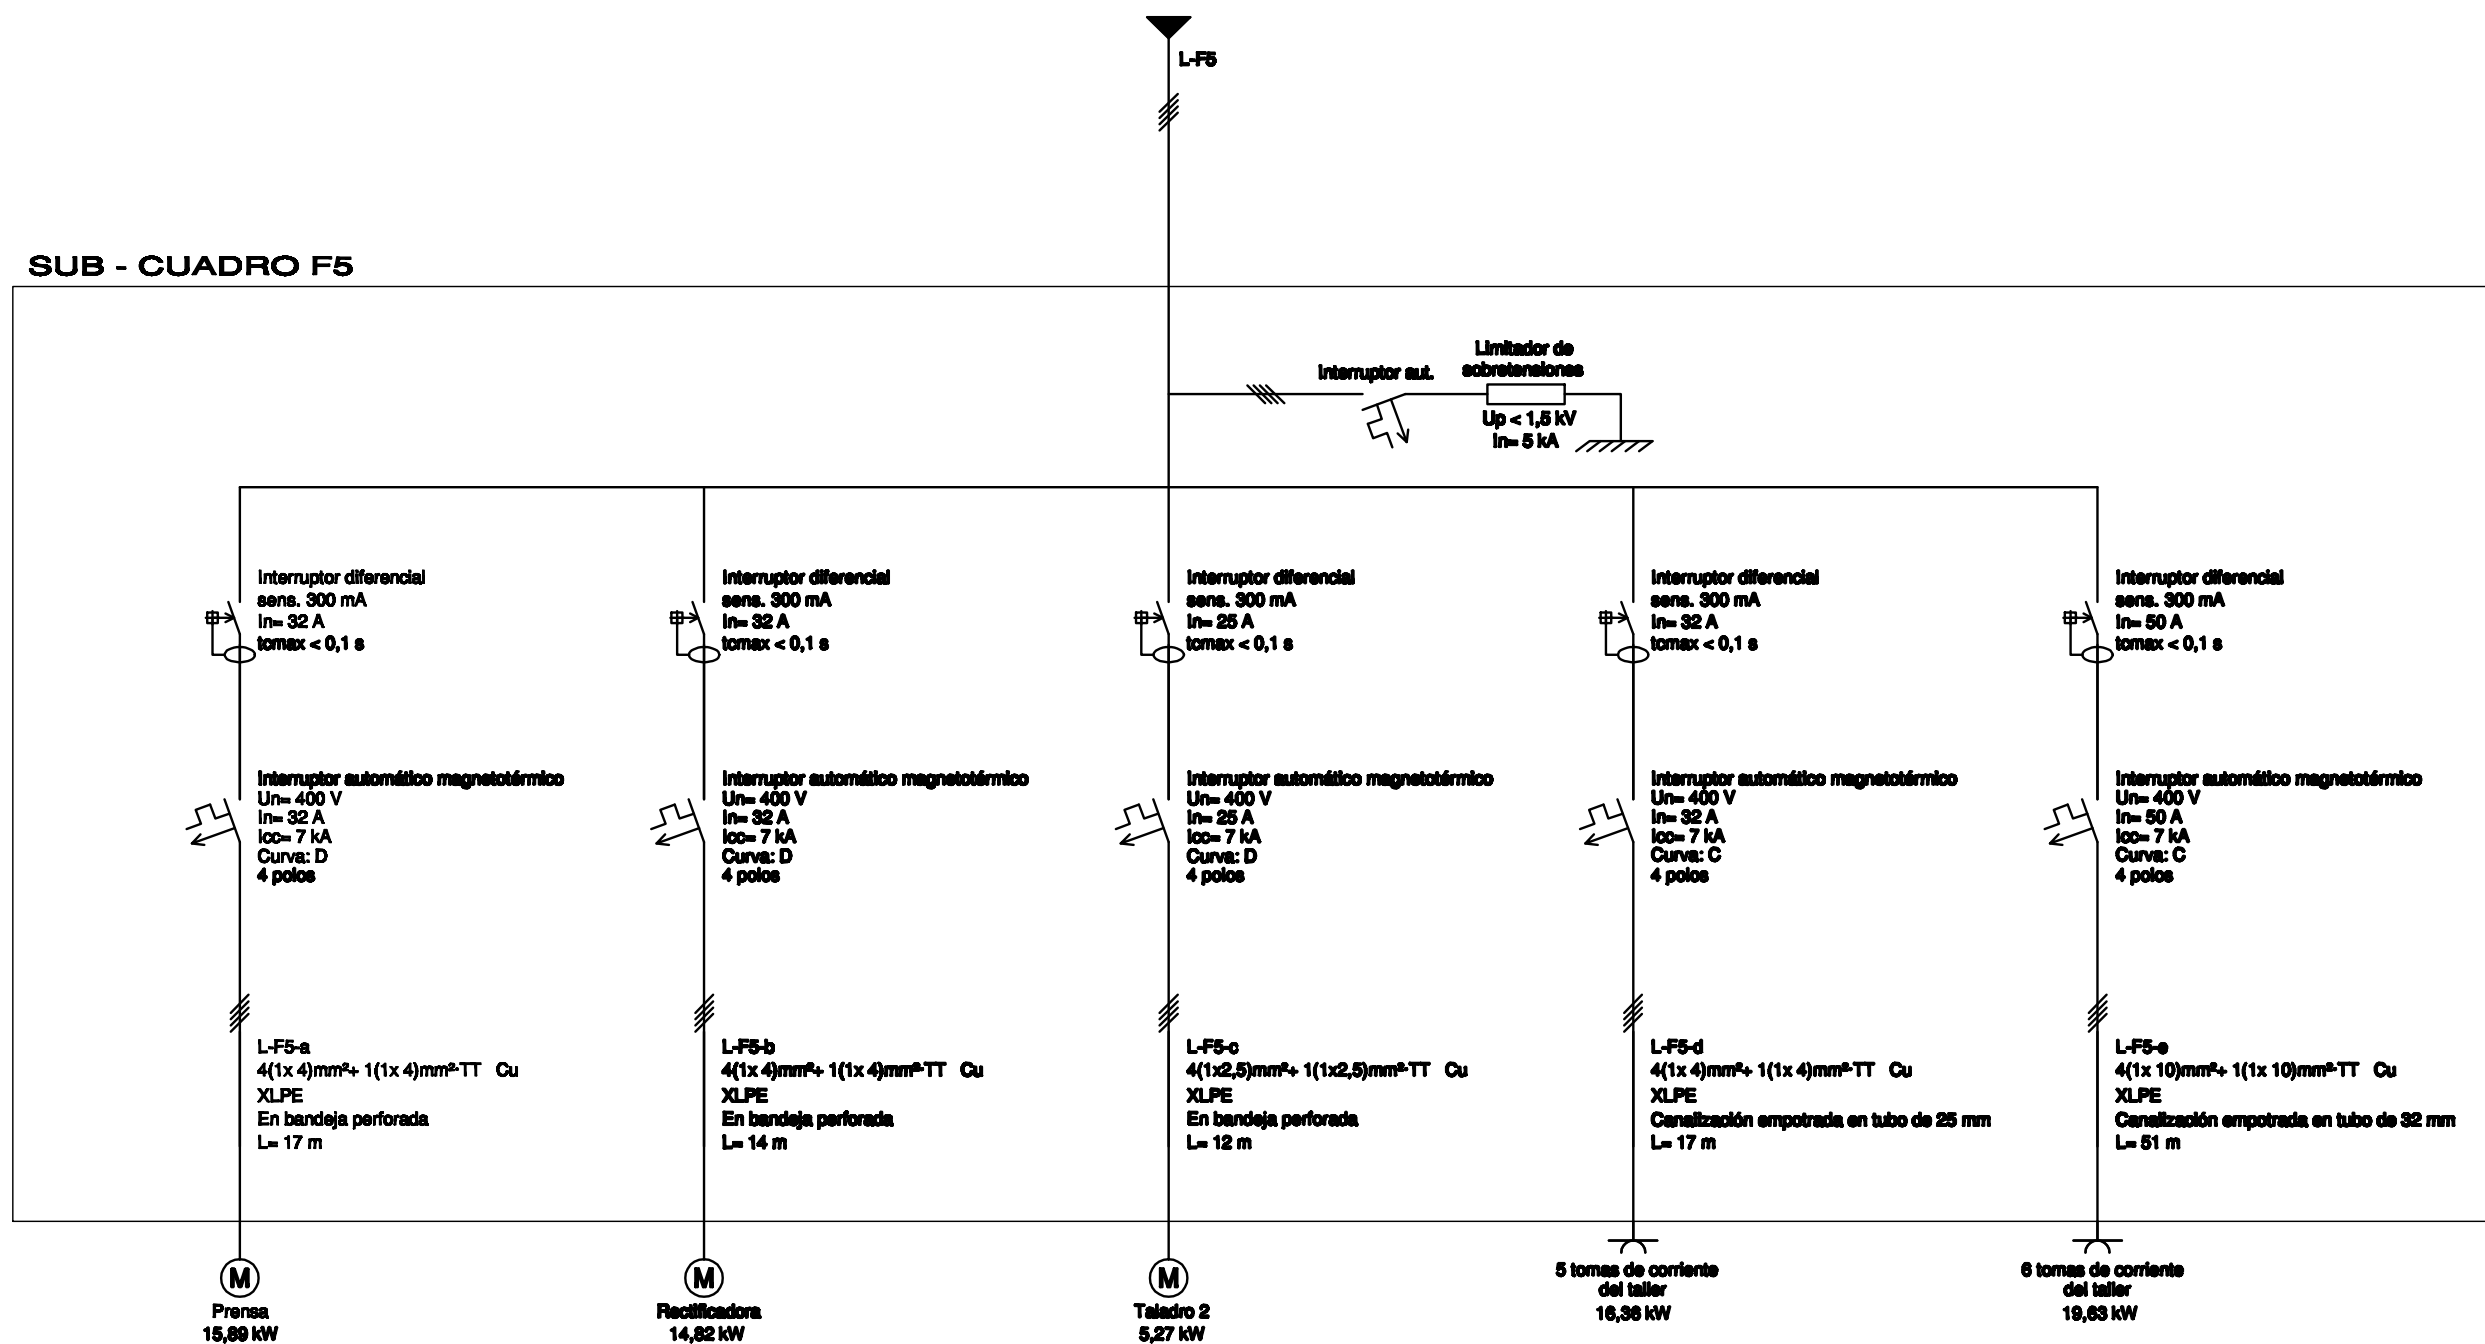 L-F5
SUB - CUADRO F5
Limitador de
sobretensiones
Interruptor aut.
Up < 1,5 kV
In= 5 kA
Interruptor diferencial
sens. 300 mA
In= 32 A
tcmax < 0,1 s
Interruptor automático magnetotérmico
Un= 400 V
In= 32 A
Icc= 7 kA
Curva: D
4 polos
L-F5-a
4(1x 4)mm²+ 1(1x 4)mm²·TT Cu
XLPE
En bandeja perforada
L= 17 m
M
Prensa
15,89 kW
Interruptor diferencial
sens. 300 mA
In= 32 A
tcmax < 0,1 s
Interruptor automático magnetotérmico
Un= 400 V
In= 32 A
Icc= 7 kA
Curva: D
4 polos
L-F5-b
4(1x 4)mm²+ 1(1x 4)mm²·TT Cu
XLPE
En bandeja perforada
L= 14 m
M
Rectificadora
14,82 kW
Interruptor diferencial
sens. 300 mA
In= 25 A
tcmax < 0,1 s
Interruptor automático magnetotérmico
Un= 400 V
In= 25 A
Icc= 7 kA
Curva: D
4 polos
L-F5-c
4(1x2,5)mm²+ 1(1x2,5)mm²·TT Cu
XLPE
En bandeja perforada
L= 12 m
M
Taladro 2
5,27 kW
Interruptor diferencial
sens. 300 mA
In= 32 A
tcmax < 0,1 s
Interruptor automático magnetotérmico
Un= 400 V
In= 32 A
Icc= 7 kA
Curva: C
4 polos
L-F5-d
4(1x 4)mm²+ 1(1x 4)mm²·TT Cu
XLPE
Canalización empotrada en tubo de 25 mm
L= 17 m
5 tomas de corriente
del taller
16,36 kW
Interruptor diferencial
sens. 300 mA
In= 50 A
tcmax < 0,1 s
Interruptor automático magnetotérmico
Un= 400 V
In= 50 A
Icc= 7 kA
Curva: C
4 polos
L-F5-e
4(1x 10)mm²+ 1(1x 10)mm²·TT Cu
XLPE
Canalización empotrada en tubo de 32 mm
L= 51 m
6 tomas de corriente
del taller
19,63 kW